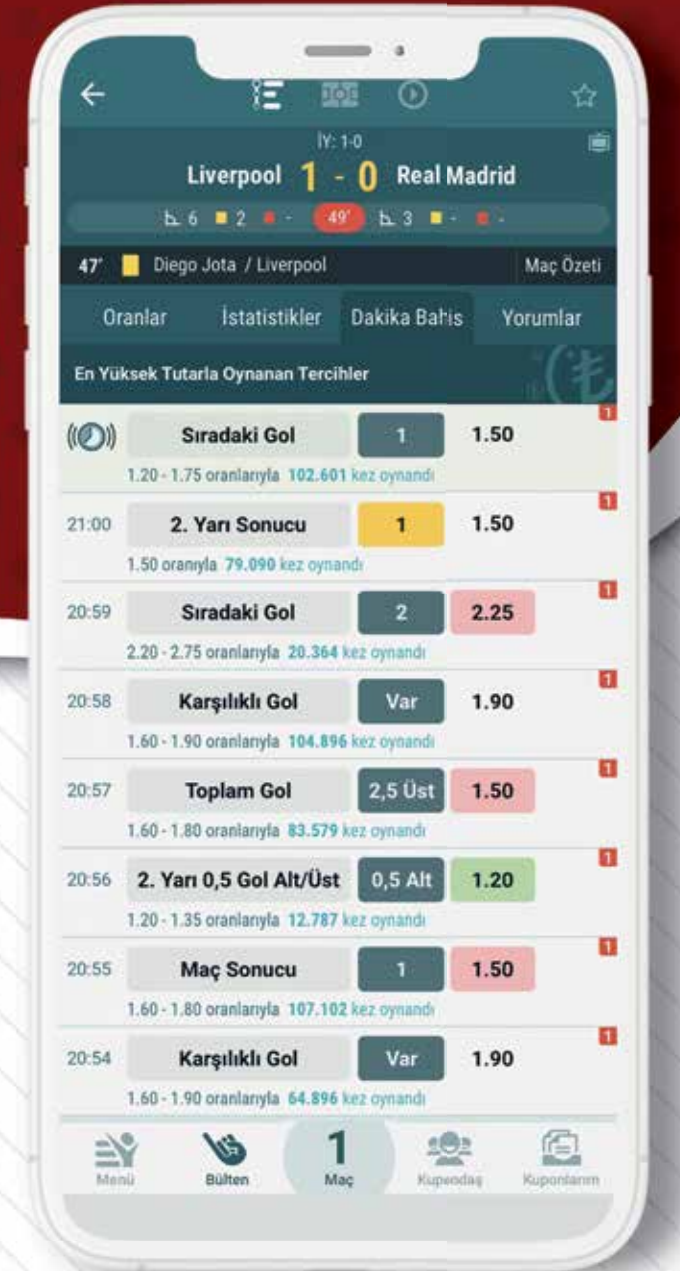 İY: 1-0
Liverpool 1 - 0 Real Madrid
6 2 - 49' 3 - -
47' Diego Jota / Liverpool Maç Özeti
Oranlar İstatistikler Dakika Bahis Yorumlar
En Yüksek Tutarla Oynanan Tercihler
Sıradaki Gol 1 1.50 1
1.20 - 1.75 oranlarıyla 102.601 kez oynandı
21:00 2. Yarı Sonucu 1 1.50 1
1.50 oranıyla 79.090 kez oynandı
20:59 Sıradaki Gol 2 2.25 1
2.20 - 2.75 oranlarıyla 20.364 kez oynandı
20:58 Karşılıklı Gol Var 1.90 1
1.60 - 1.90 oranlarıyla 104.896 kez oynandı
20:57 Toplam Gol 2,5 Üst 1.50 1
1.60 - 1.80 oranlarıyla 83.579 kez oynandı
20:56 2. Yarı 0,5 Gol Alt/Üst 0,5 Alt 1.20 1
1.20 - 1.35 oranlarıyla 12.787 kez oynandı
20:55 Maç Sonucu 1 1.50 1
1.60 - 1.80 oranlarıyla 107.102 kez oynandı
20:54 Karşılıklı Gol Var 1.90 1
1.60 - 1.90 oranlarıyla 64.896 kez oynandı
Menü Bülten 1 Maç Kupondaş Kuponlarım